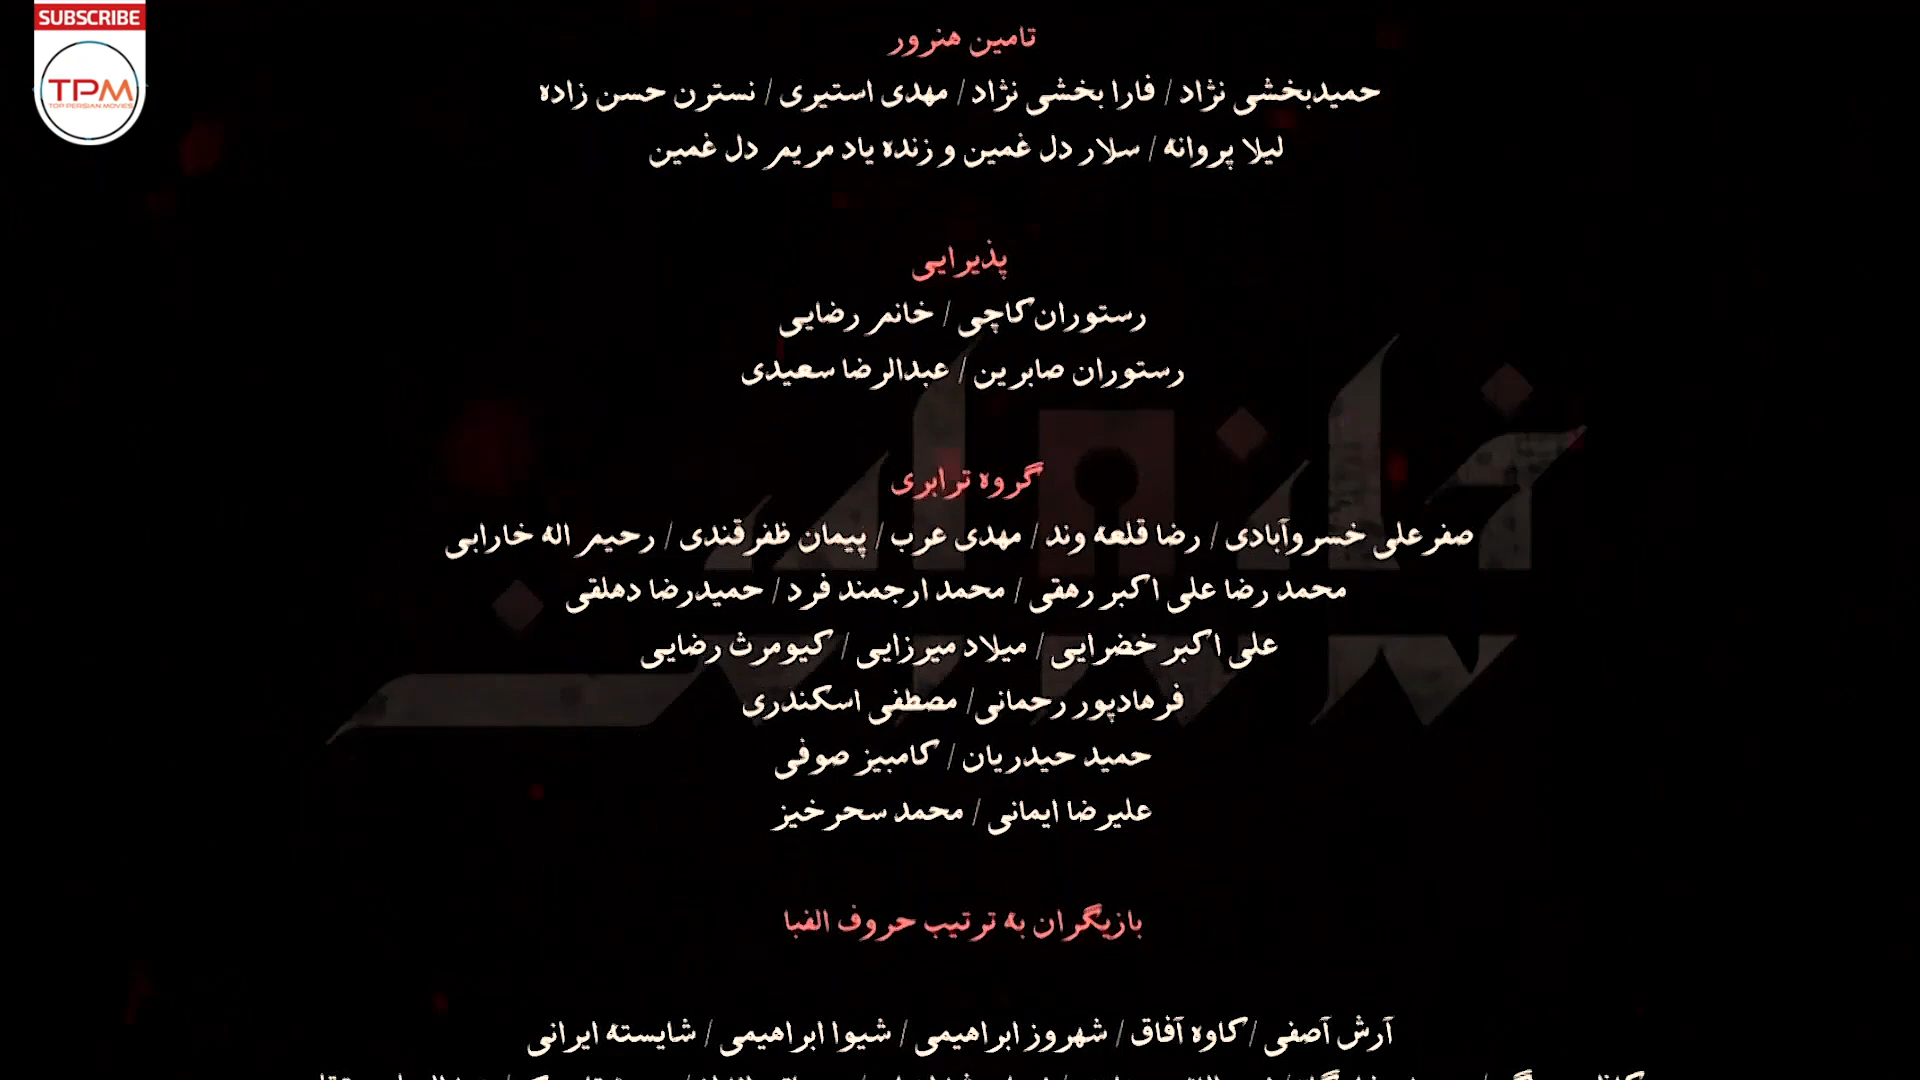 SUBSCRIBE
TPM
TOP PERSIAN MOVIES
تامین هنرور
حمیدبخشی نژاد / فارا بخشی نژاد / مهدی استیری / نسترن حسن زاده
لیلا پروانه / سلار دل غمین و زنده یاد مریم دل غمین
پذیرایی
رستوران کاچی / خانم رضایی
رستوران صابرین / عبدالرضا سعیدی
گروه ترابری
صفرعلی خسروآبادی / رضا قلعه وند / مهدی عرب / پیمان ظفرقندی / رحیم اله خارابی
محمد رضا علی اکبر رهقی / محمد ارجمند فرد / حمیدرضا دهلقی
علی اکبر خضرایی / میلاد میرزایی / کیومرث رضایی
فرهادپور رحمانی / مصطفی اسکندری
حمید حیدریان / کامبیز صوفی
علیرضا ایمانی / محمد سحرخیز
بازیگران به ترتیب حروف الفبا
آرش آصفی / کاوه آفاق / شهروز ابراهیمی / شیوا ابراهیمی / شایسته ایرانی